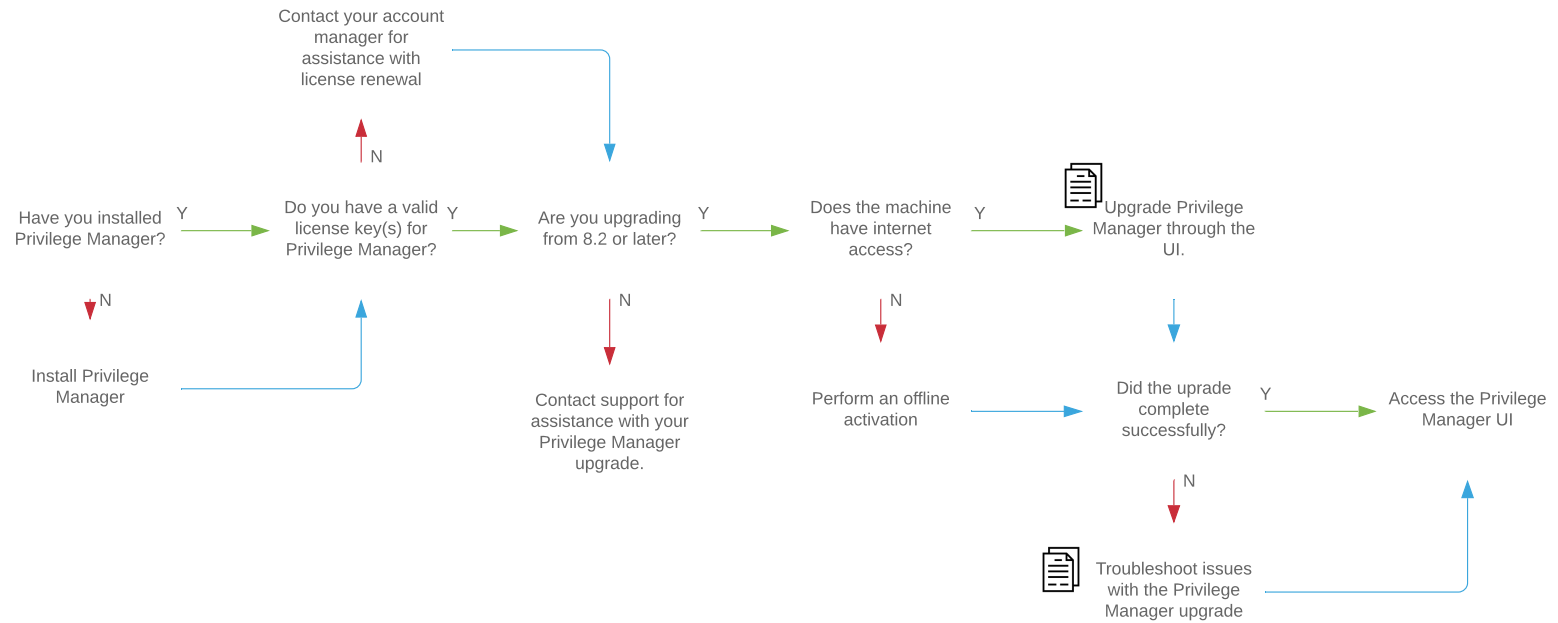 Contact your account
manager for
assistance with
license renewal
N
Have you installed
Privilege Manager?
Y
Do you have a valid
license key(s) for
Privilege Manager?
Y
Are you upgrading
from 8.2 or later?
Y
Does the machine
have internet
access?
Y
Upgrade Privilege
Manager through the
UI.
N
N
N
Install Privilege
Manager
Contact support for
assistance with your
Privilege Manager
upgrade.
Perform an offline
activation
Did the uprade
complete
successfully?
Y
Access the Privilege
Manager UI
N
Troubleshoot issues
with the Privilege
Manager upgrade